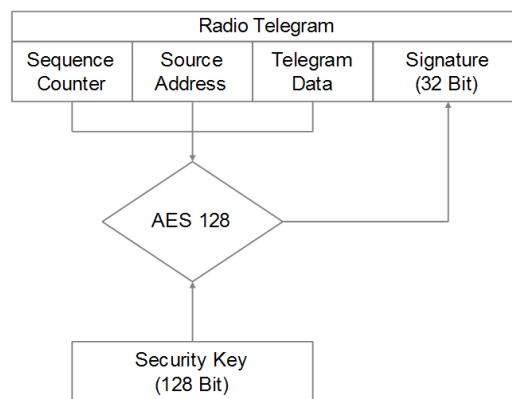 Radio Telegram
Sequence
Counter
Source
Address
Telegram
Data
Signature
(32 Bit)
AES 128
Security Key
(128 Bit)